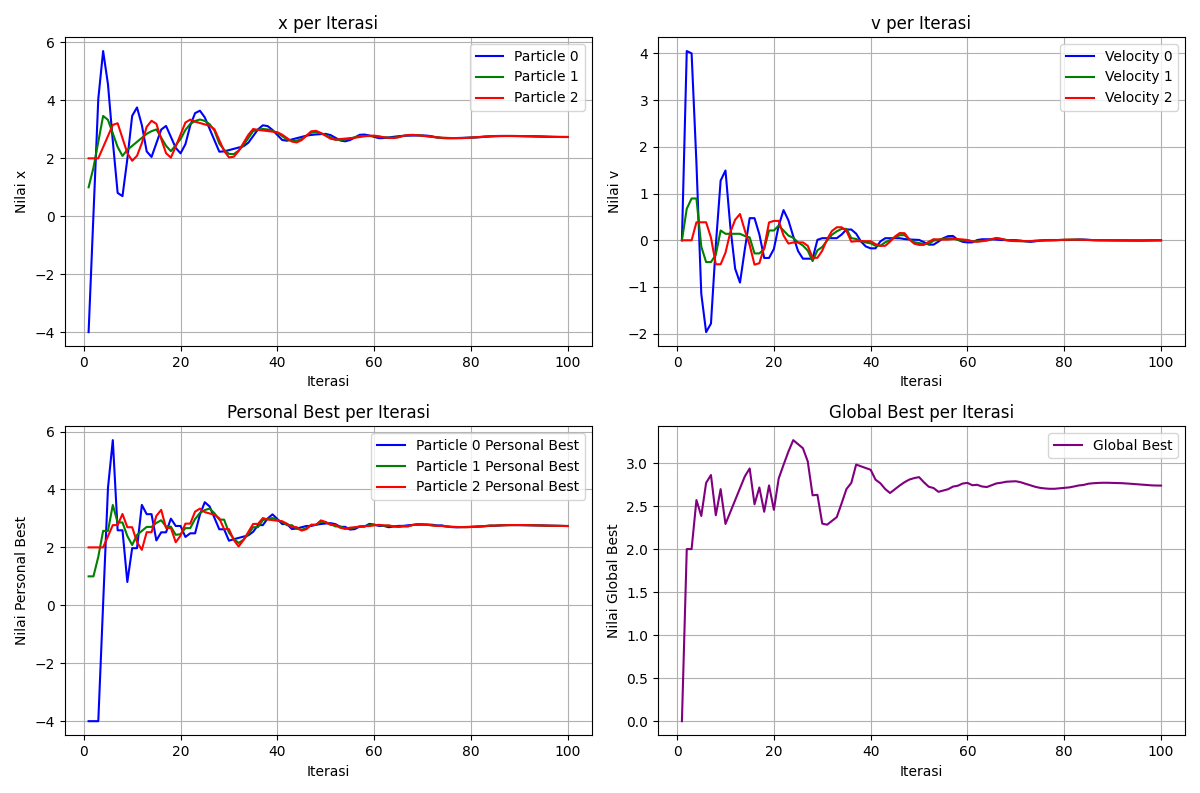 x per Iterasi
Nilai x
6
4
2
0
−2
−4
Particle 0
Particle 1
Particle 2
0 20 40 60 80 100
Iterasi
v per Iterasi
Nilai v
4
3
2
1
0
−1
−2
Velocity 0
Velocity 1
Velocity 2
0 20 40 60 80 100
Iterasi
Personal Best per Iterasi
Nilai Personal Best
6
4
2
0
−2
−4
Particle 0 Personal Best
Particle 1 Personal Best
Particle 2 Personal Best
0 20 40 60 80 100
Iterasi
Global Best per Iterasi
Nilai Global Best
3.0
2.5
2.0
1.5
1.0
0.5
0.0
Global Best
0 20 40 60 80 100
Iterasi